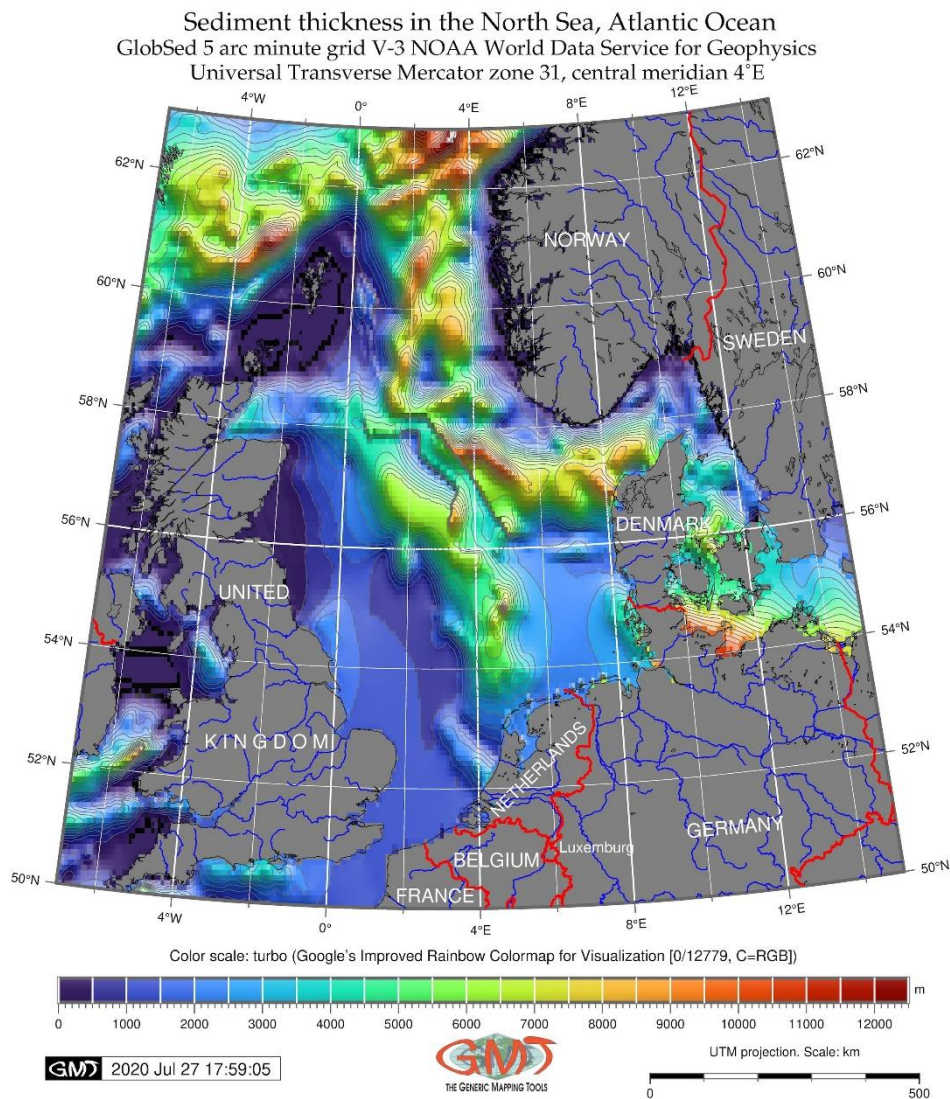 Sediment thickness in the North Sea, Atlantic Ocean
GlobSed 5 arc minute grid V-3 NOAA World Data Service for Geophysics
Universal Transverse Mercator zone 31, central meridian 4˚E
4°W 0° 4°E 8°E 12°E
62°N 62°N
NORWAY
60°N 60°N
SWEDEN
58°N 58°N
56°N DENMARK 56°N
UNITED
54°N 54°N
KINGDOM
52°N NETHERLANDS 52°N
GERMANY
BELGIUM Luxemburg
50°N FRANCE 50°N
4°W 0° 4°E 8°E 12°E
Color scale: turbo (Google's Improved Rainbow Colormap for Visualization [0/12779, C=RGB])
m
0 1000 2000 3000 4000 5000 6000 7000 8000 9000 10000 11000 12000
GMT 2020 Jul 27 17:59:05
GMT
THE GENERIC MAPPING TOOLS
UTM projection. Scale: km
0 500